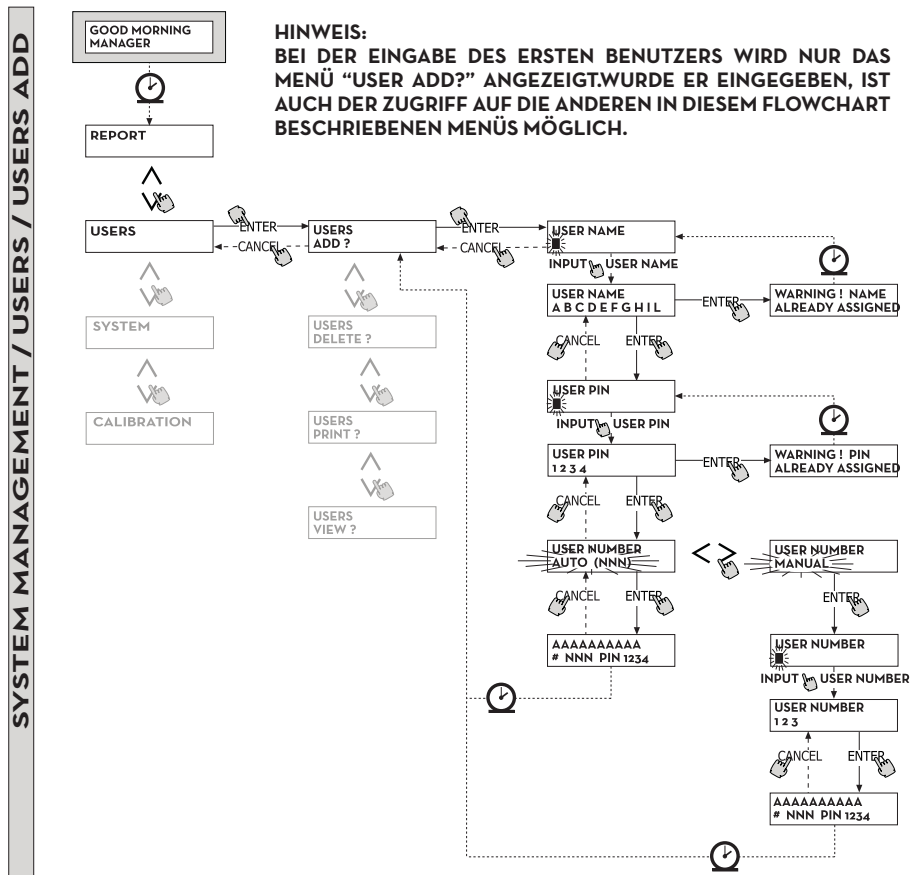 SYSTEM MANAGEMENT / USERS / USERS ADD
GOOD MORNING
MANAGER
HINWEIS:
BEI DER EINGABE DES ERSTEN BENUTZERS WIRD NUR DAS
MENÜ “USER ADD?” ANGEZEIGT.WURDE ER EINGEGEBEN, IST
AUCH DER ZUGRIFF AUF DIE ANDEREN IN DIESEM FLOWCHART
BESCHRIEBENEN MENÜS MÖGLICH.
REPORT
USERS
ENTER
CANCEL
USERS
ADD ?
ENTER
CANCEL
USER NAME
INPUT USER NAME
USER NAME
A B C D E F G H I L
ENTER
WARNING ! NAME
ALREADY ASSIGNED
SYSTEM
USERS
DELETE ?
CANCEL
ENTER
CALIBRATION
USERS
PRINT ?
USER PIN
INPUT USER PIN
USER PIN
1 2 3 4
ENTER
WARNING ! PIN
ALREADY ASSIGNED
USERS
VIEW ?
CANCEL
ENTER
USER NUMBER
AUTO (NNN)
USER NUMBER
MANUAL
CANCEL
ENTER
ENTER
AAAAAAAAAA
# NNN PIN 1234
USER NUMBER
INPUT USER NUMBER
USER NUMBER
1 2 3
CANCEL
ENTER
AAAAAAAAAA
# NNN PIN 1234